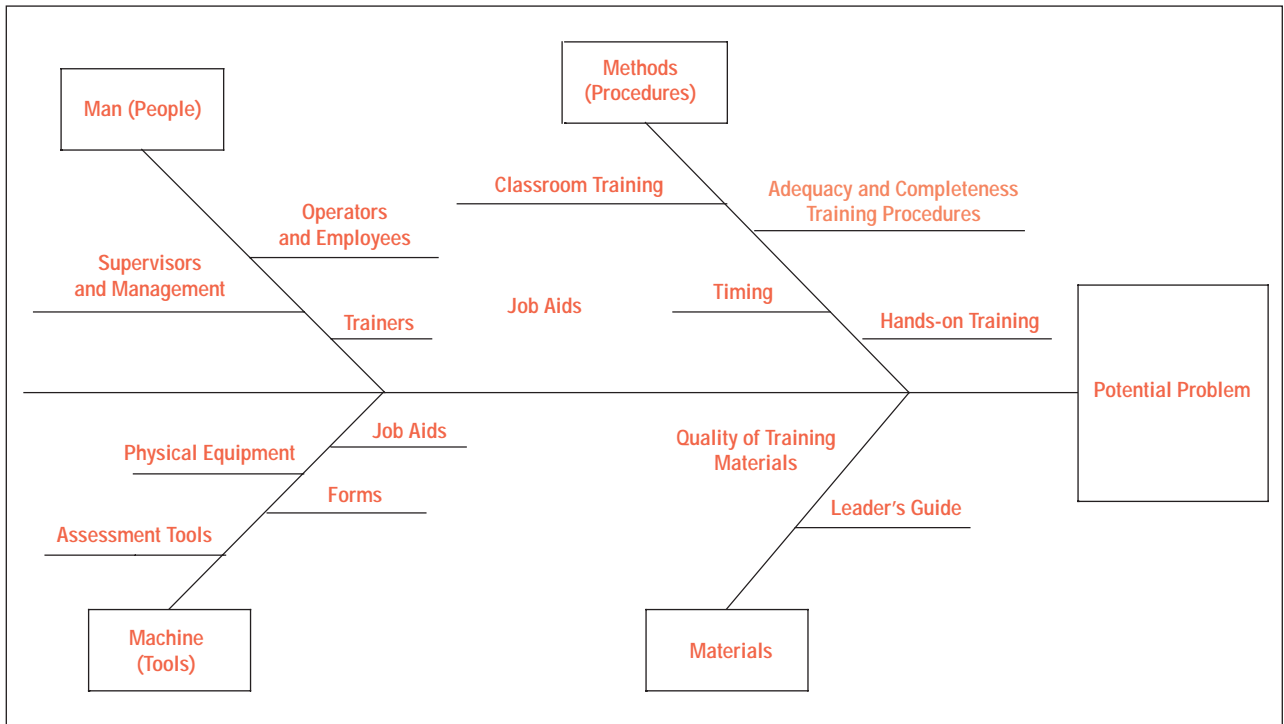 Man (People)
Methods
(Procedures)
Classroom Training
Adequacy and Completeness
Training Procedures
Operators
and Employees
Supervisors
and Management
Job Aids
Timing
Trainers
Hands-on Training
Potential Problem
Job Aids
Physical Equipment
Quality of Training
Materials
Forms
Leader's Guide
Assessment Tools
Machine
(Tools)
Materials